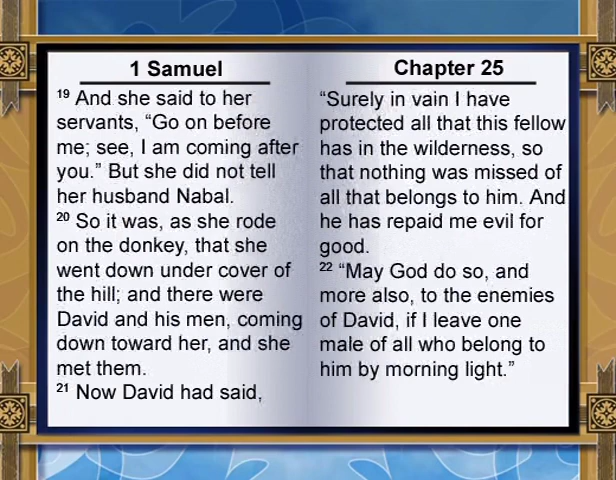 1 Samuel
19 And she said to her
servants, “Go on before
me; see, I am coming after
you.” But she did not tell
her husband Nabal.
20 So it was, as she rode
on the donkey, that she
went down under cover of
the hill; and there were
David and his men, coming
down toward her, and she
met them.
21 Now David had said,
Chapter 25
“Surely in vain I have
protected all that this fellow
has in the wilderness, so
that nothing was missed of
all that belongs to him. And
he has repaid me evil for
good.
22 “May God do so, and
more also, to the enemies
of David, if I leave one
male of all who belong to
him by morning light.”